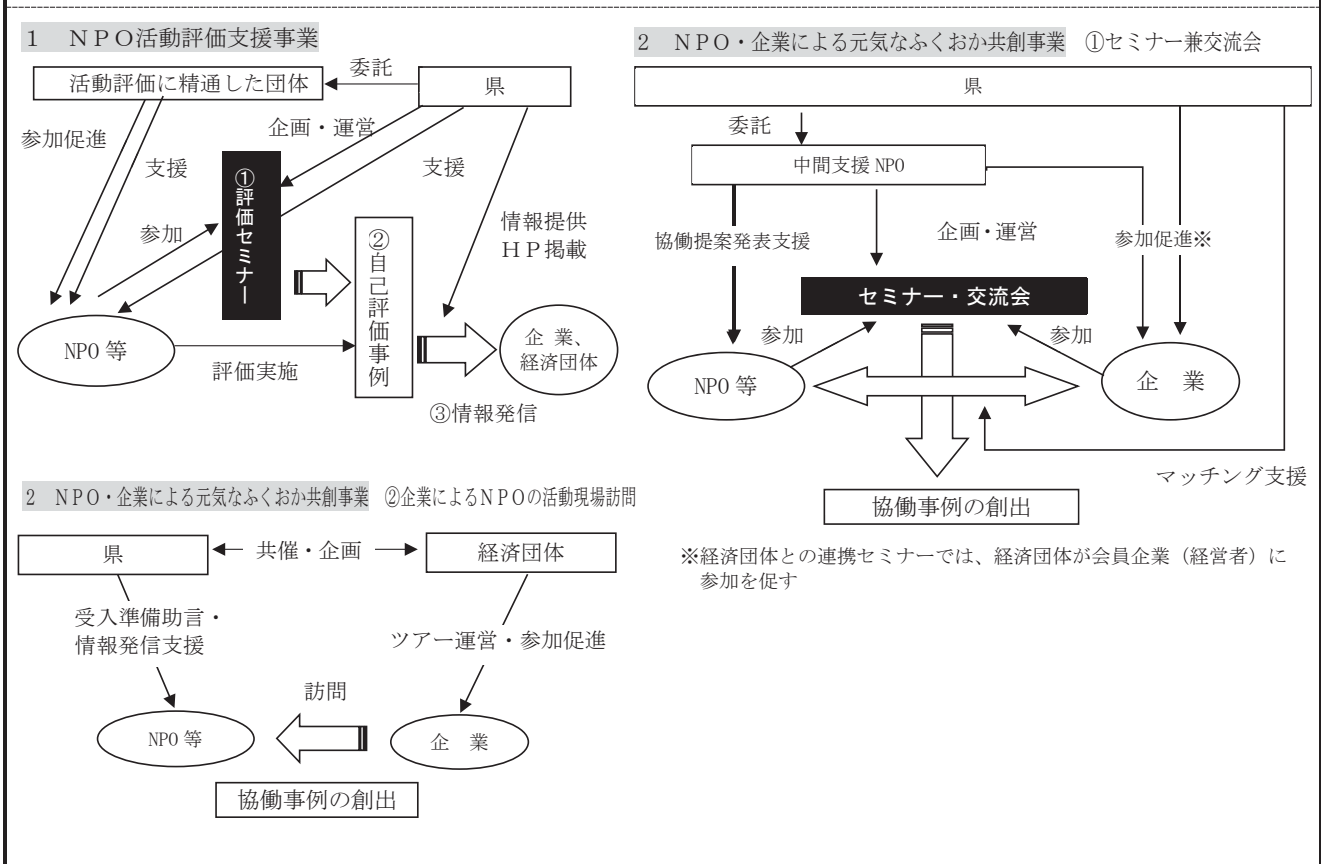 1　ＮＰＯ活動評価支援事業
活動評価に精通した団体
委託
県
参加促進
支援
企画・運営
支援
①評価セミナー
参加
②自己評価事例
情報提供
ＨＰ掲載
NPO 等
評価実施
企 業、
経済団体
③情報発信
2　ＮＰＯ・企業による元気なふくおか共創事業　①セミナー兼交流会
県
委託
中間支援 NPO
協働提案発表支援
企画・運営
参加促進※
セミナー・交流会
参加
参加
NPO 等
企　業
マッチング支援
協働事例の創出
※経済団体との連携セミナーでは、経済団体が会員企業（経営者）に
参加を促す
2　ＮＰＯ・企業による元気なふくおか共創事業　②企業によるＮＰＯの活動現場訪問
県
共催・企画
経済団体
受入準備助言・
情報発信支援
ツアー運営・参加促進
訪問
NPO 等
企　業
協働事例の創出